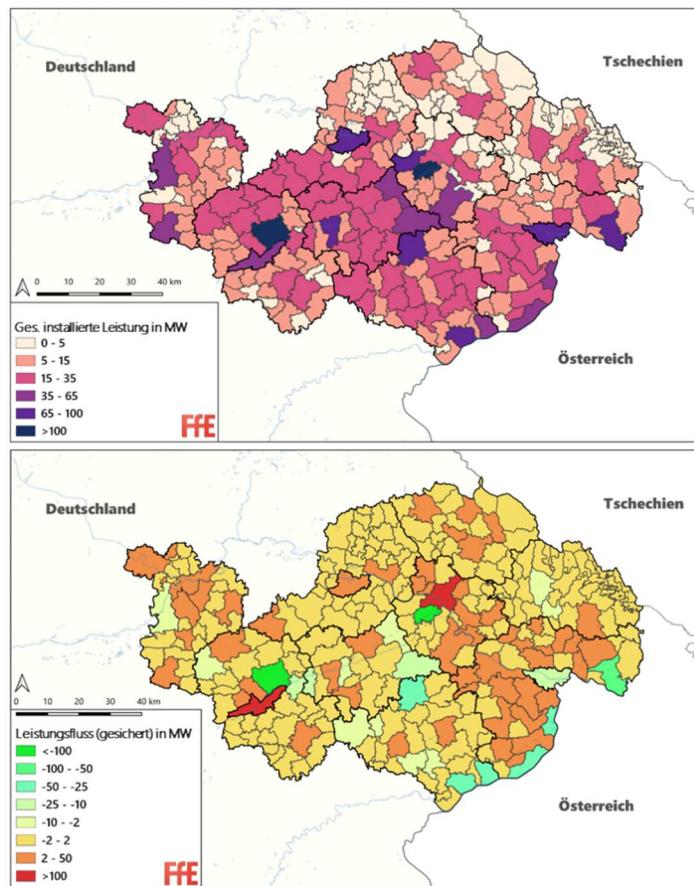 Deutschland
Tschechien
0 10 20 30 40 km
Ges. installierte Leistung in MW
0 - 5
5 - 15
15 - 35
35 - 65
65 - 100
>100
FfE
Österreich
Deutschland
Tschechien
0 10 20 30 40 km
Leistungsfluss (gesichert) in MW
<-100
-100 - -50
-50 - -25
-25 - -10
-10 - -2
-2 - 2
2 - 50
>100
FfE
Österreich